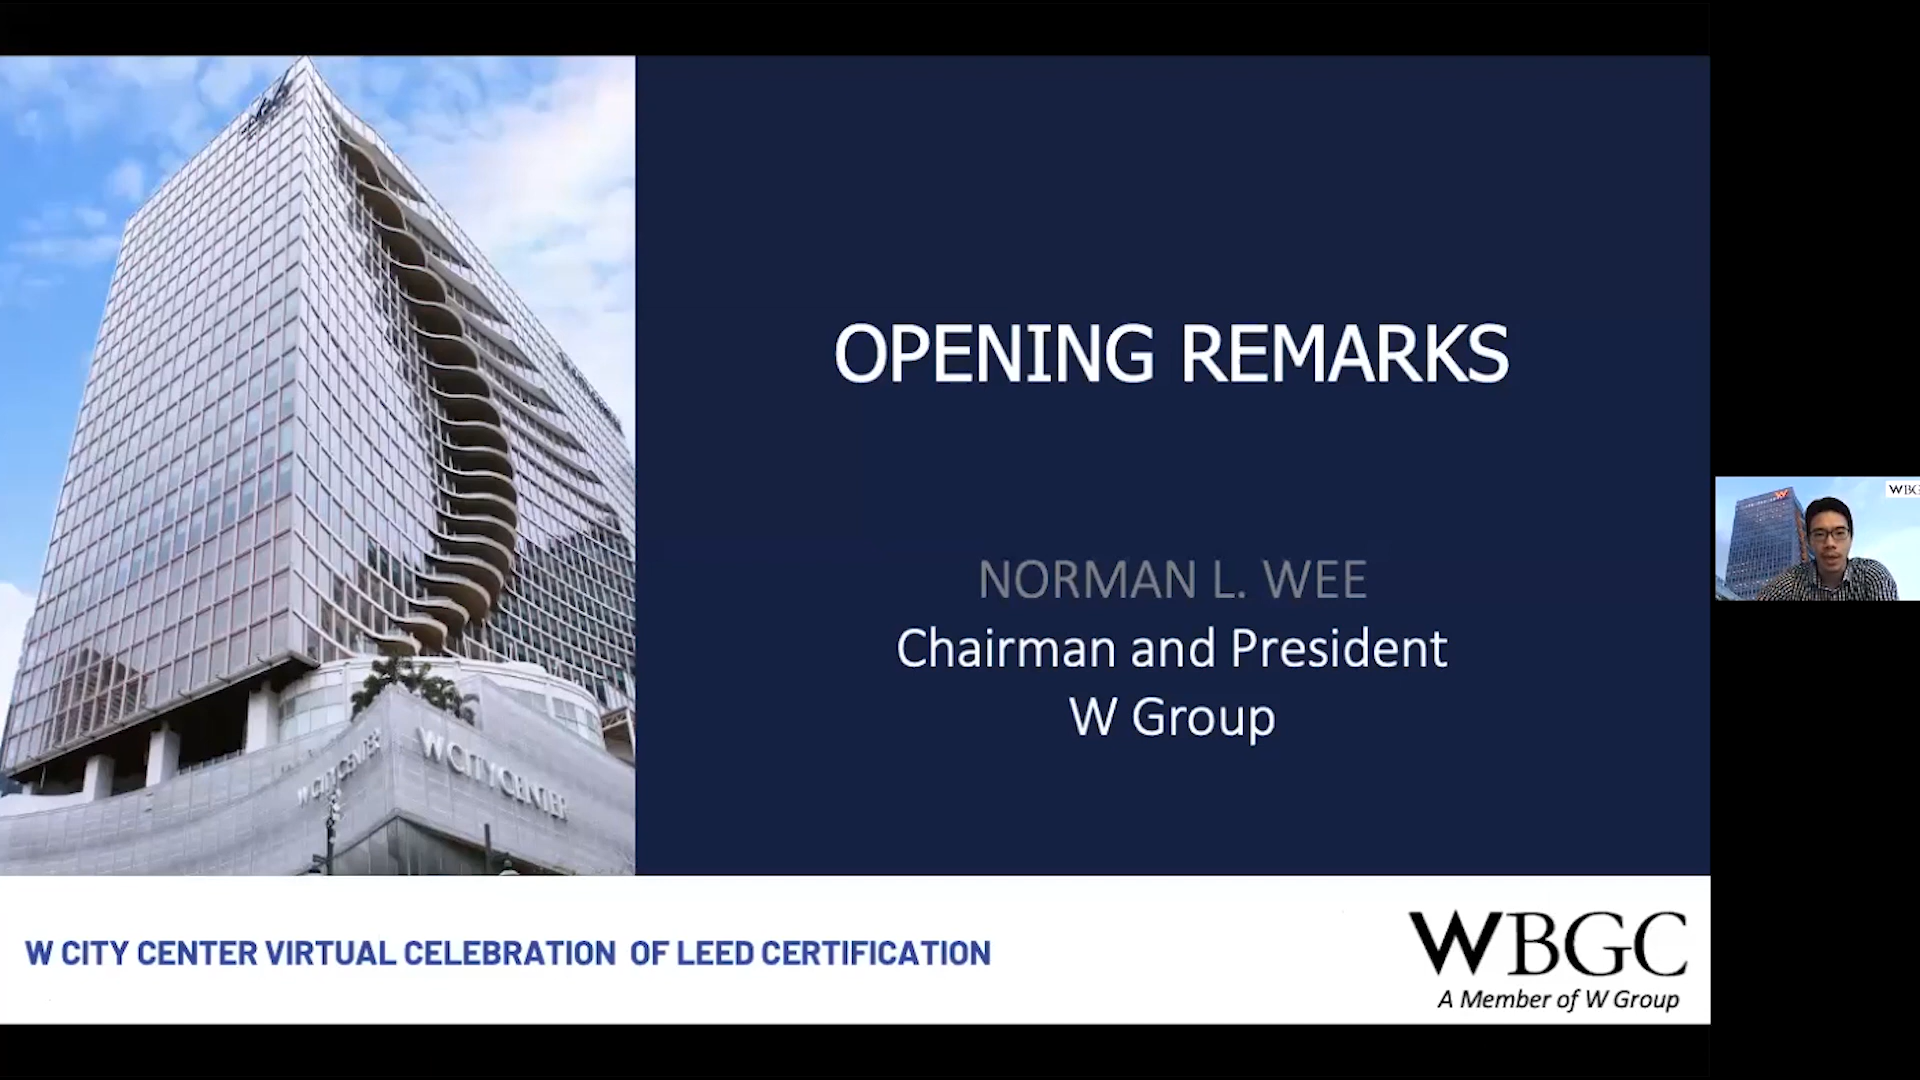 OPENING REMARKS
NORMAN L. WEE
Chairman and President
W Group
W CITY CENTER
W CITY CENTER
W CITY CENTER VIRTUAL CELEBRATION OF LEED CERTIFICATION
WBGC
A Member of W Group
W
WBG